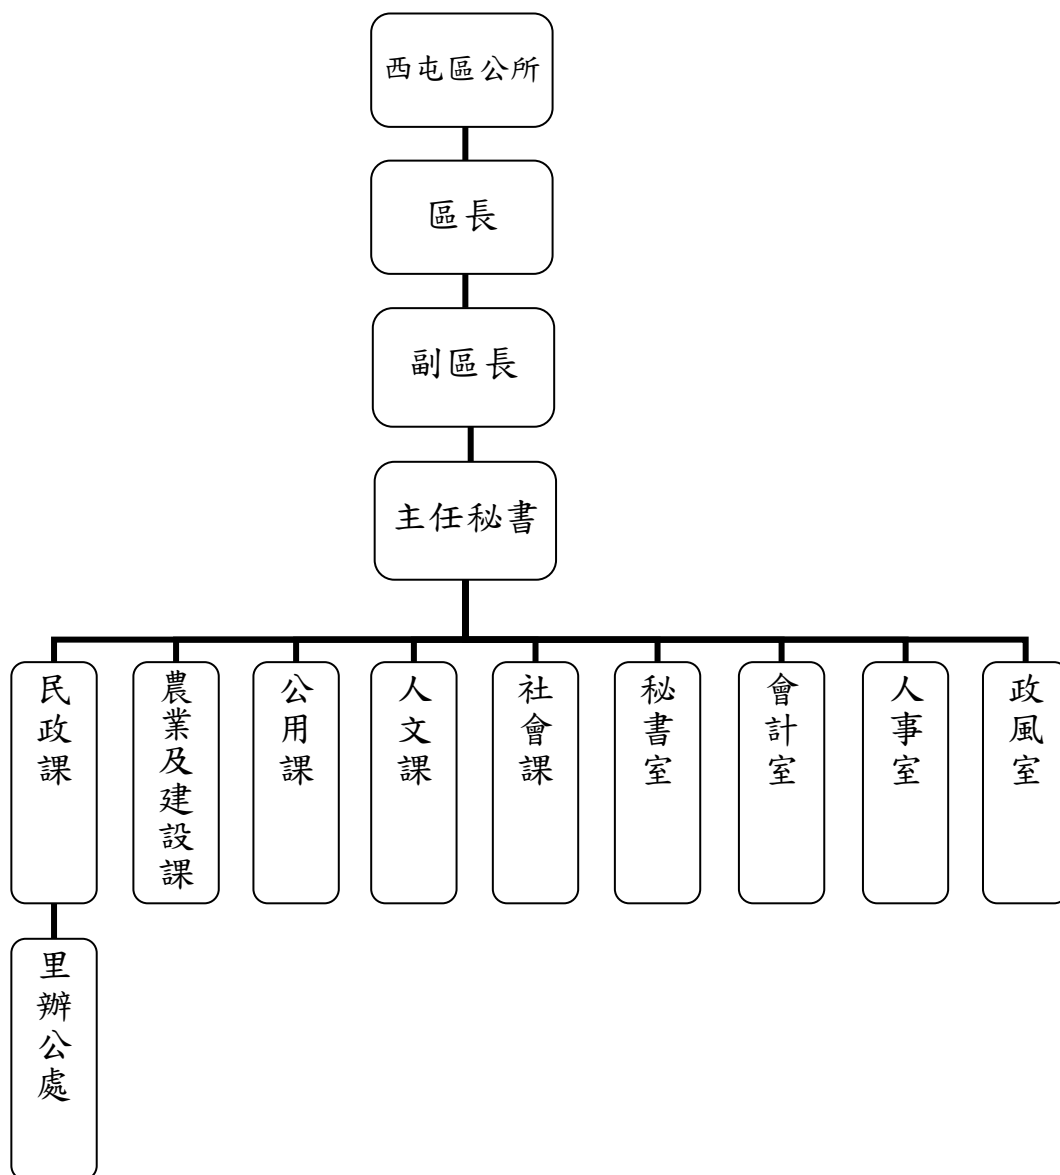 西屯區公所
區長
副區長
主任秘書
民政課
農業及建設課
公用課
人文課
社會課
秘書室
會計室
人事室
政風室
里辦公處